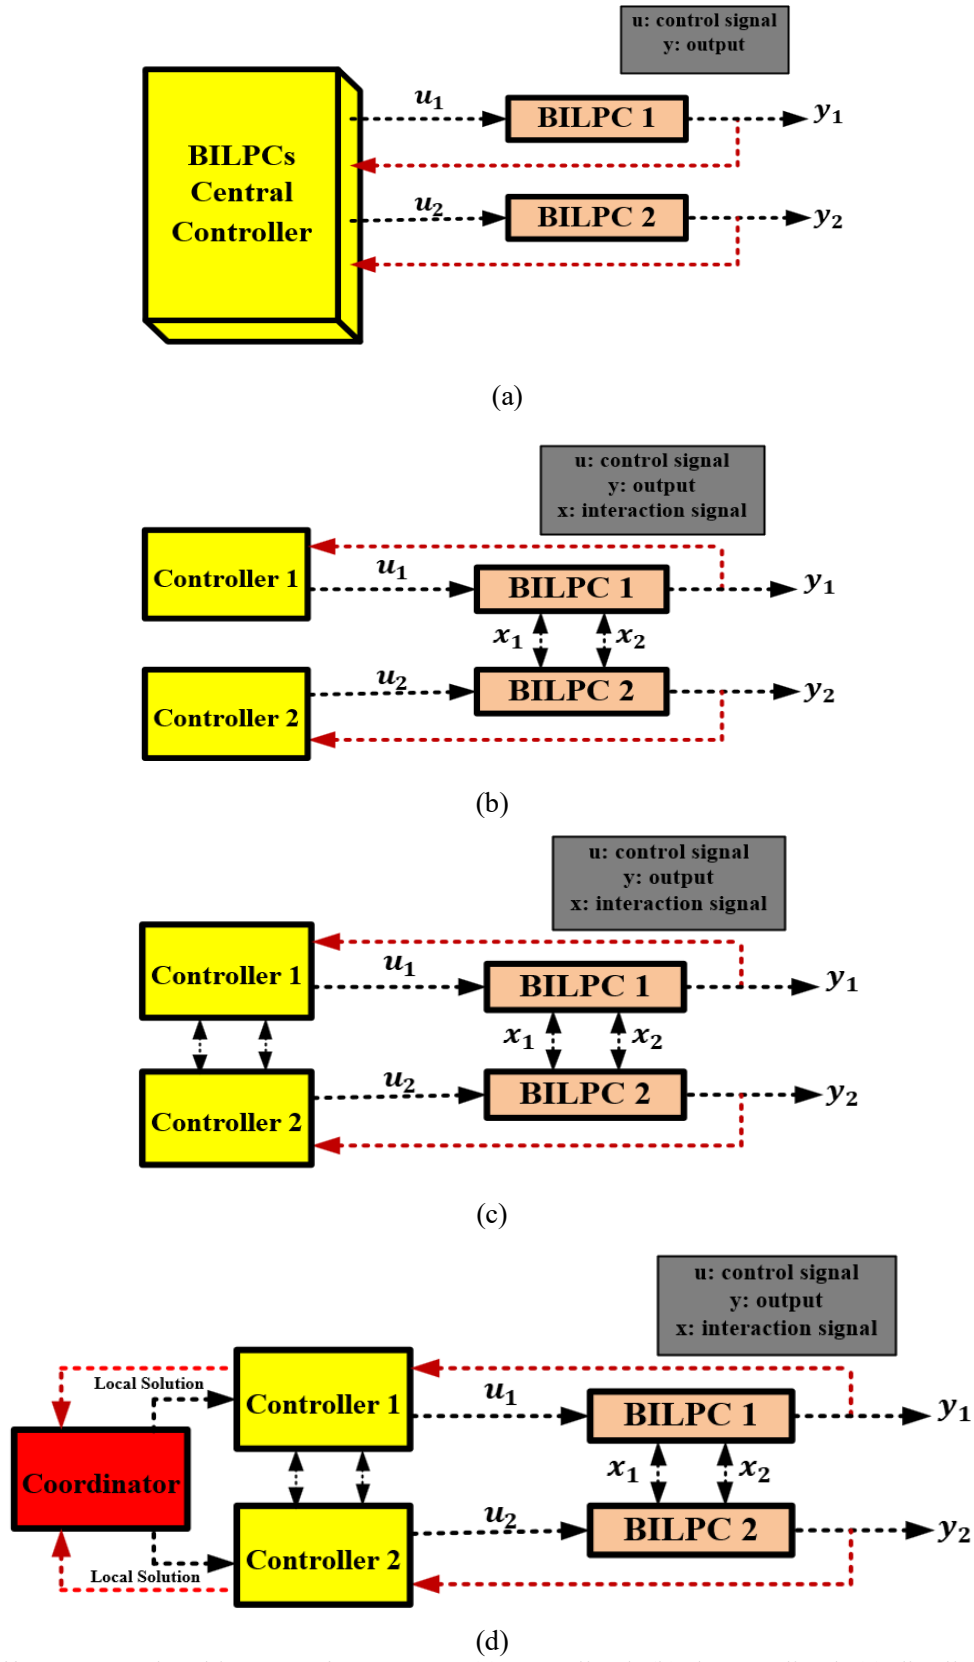 u: control signal
y: output
BILPCs
Central
Controller
u₁
BILPC 1
y₁
u₂
BILPC 2
y₂
(a)
u: control signal
y: output
x: interaction signal
Controller 1
u₁
BILPC 1
y₁
x₁
x₂
Controller 2
u₂
BILPC 2
y₂
(b)
u: control signal
y: output
x: interaction signal
Controller 1
u₁
BILPC 1
y₁
x₁
x₂
Controller 2
u₂
BILPC 2
y₂
(c)
u: control signal
y: output
x: interaction signal
Local Solution
Controller 1
u₁
BILPC 1
y₁
Coordinator
x₁
x₂
Local Solution
Controller 2
u₂
BILPC 2
y₂
(d)